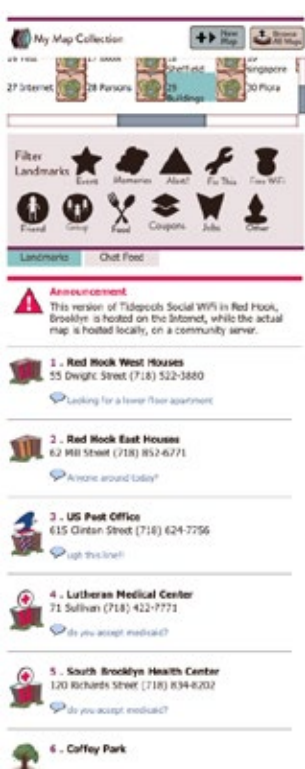 My Map Collection
New Map
Browse All Maps
Sheffield
Singapore
27 Internet
28 Parsons
29 Buildings
30 Flora
Filter Landmarks
Event
Memories
Alert!
Fix This
Free WiFi
Friend
Group
Food
Coupons
Jobs
Other
Landmarks
Chat Feed
Announcement
This version of Tidepools Social WiFi in Red Hook,
Brooklyn is hosted on the Internet, while the actual
map is hosted locally, on a community server.
1 . Red Hook West Houses
55 Dwight Street (718) 522-3880
Looking for a lower floor apartment
2 . Red Hook East Houses
62 Mill Street (718) 852-6771
Anyone around today?
3 . US Post Office
615 Clinton Street (718) 624-7756
ugh this line!!
4 . Lutheran Medical Center
71 Sullivan (718) 422-7771
do you accept medicaid?
5 . South Brooklyn Health Center
120 Richards Street (718) 834-8202
do you accept medicaid?
6 . Coffey Park